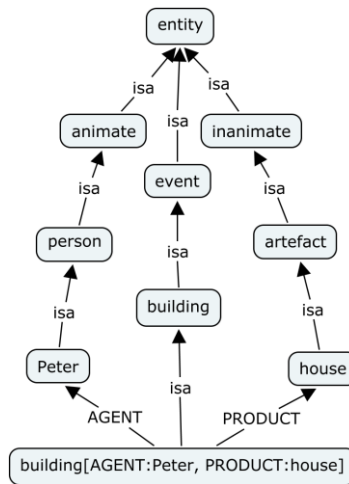 entity
isa
isa
isa
animate
inanimate
event
isa
isa
person
artefact
isa
building
isa
isa
Peter
house
isa
AGENT
PRODUCT
building[AGENT:Peter, PRODUCT:house]